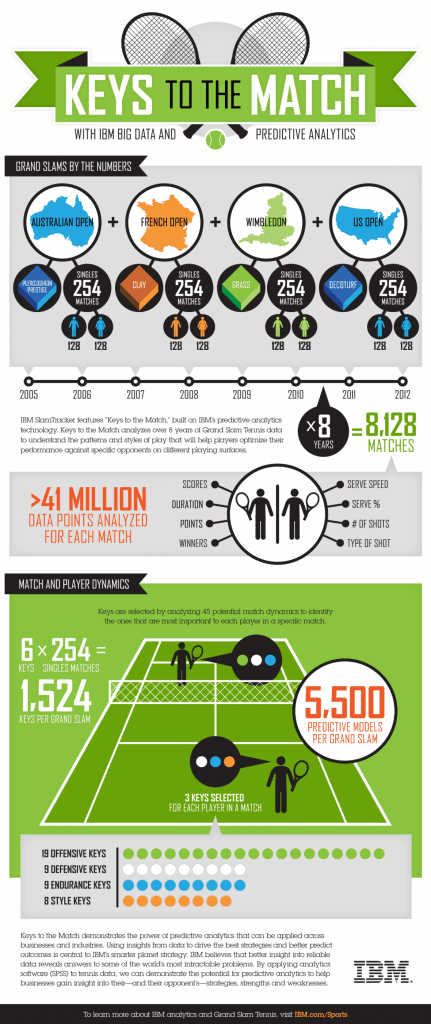 KEYS TO THE MATCH
WITH IBM BIG DATA AND PREDICTIVE ANALYTICS
GRAND SLAMS BY THE NUMBERS
AUSTRALIAN OPEN + FRENCH OPEN + WIMBLEDON + US OPEN
PLEXICUSHION PRESTIGE
SINGLES
254
MATCHES
128 128
CLAY
SINGLES
254
MATCHES
128 128
GRASS
SINGLES
254
MATCHES
128 128
DECOTURF
SINGLES
254
MATCHES
128 128
2005 2006 2007 2008 2009 2010 2011 2012
IBM SlamTracker features "Keys to the Match," built on IBM's predictive analytics
technology. Keys to the Match analyzes over 8 years of Grand Slam Tennis data
to understand the patterns and styles of play that will help players optimize their
performance against specific opponents on different playing surfaces.
×8
YEARS
=8,128
MATCHES
>41 MILLION
DATA POINTS ANALYZED
FOR EACH MATCH
SCORES
DURATION
POINTS
WINNERS
SERVE SPEED
SERVE %
# OF SHOTS
TYPE OF SHOT
MATCH AND PLAYER DYNAMICS
Keys are selected by analyzing 45 potential match dynamics to identify
the ones that are most important to each player in a specific match.
6 × 254 =
KEYS SINGLES MATCHES
1,524
KEYS PER GRAND SLAM
5,500
PREDICTIVE MODELS
PER GRAND SLAM
3 KEYS SELECTED
FOR EACH PLAYER IN A MATCH
19 OFFENSIVE KEYS
9 DEFENSIVE KEYS
9 ENDURANCE KEYS
8 STYLE KEYS
Keys to the Match demonstrates the power of predictive analytics that can be applied across
businesses and industries. Using insights from data to drive the best strategies and better predict
outcomes is central to IBM's smarter planet strategy. IBM believes that better insight into reliable
data reveals answers to some of the world's most intractable problems. By applying analytics
software (SPSS) to tennis data, we can demonstrate the potential for predictive analytics to help
businesses gain insight into their—and their opponent's—strategies, strengths and weaknesses.
IBM.
To learn more about IBM analytics and Grand Slam Tennis, visit IBM.com/Sports